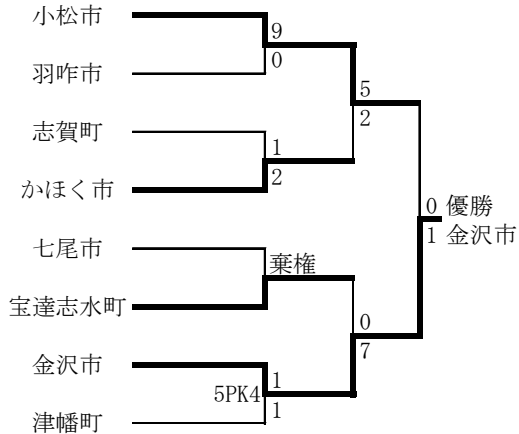 小松市
9
0
羽咋市
5
2
志賀町
1
2
かほく市
0 優勝
1 金沢市
七尾市
棄権
宝達志水町
0
7
金沢市
1
5PK4
1
津幡町